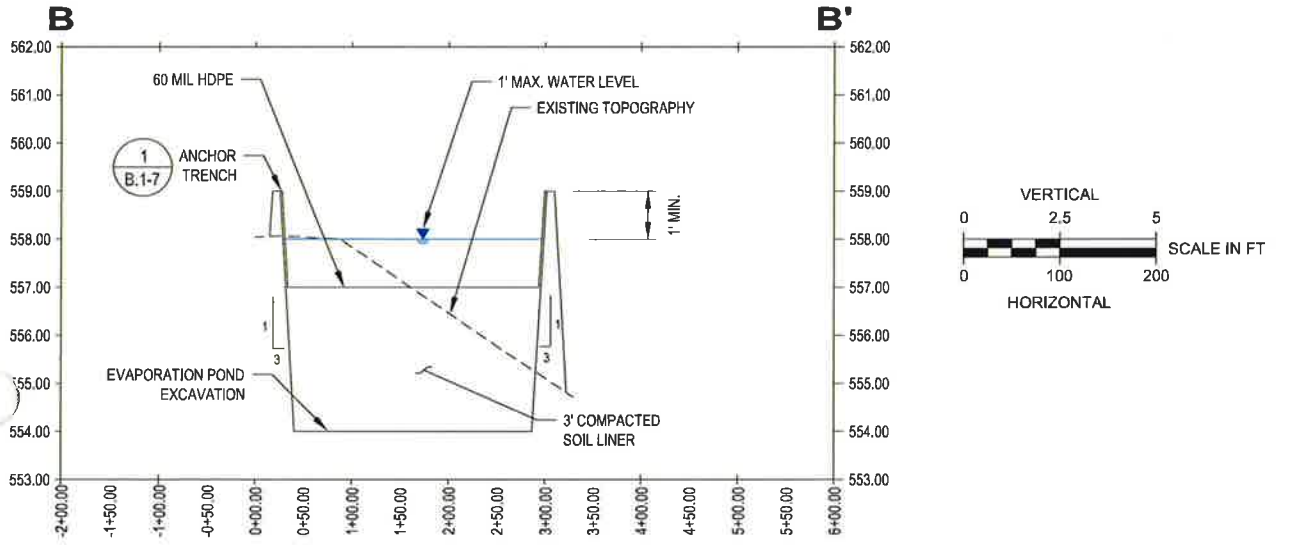 B B'
562.00 562.00
60 MIL HDPE 1' MAX. WATER LEVEL
561.00 561.00
EXISTING TOPOGRAPHY
VERTICAL
560.00 560.00
1 ANCHOR
B.1-7 TRENCH
559.00 559.00
0 2.5 5
1' MIN.
558.00 558.00
SCALE IN FT
0 100 200
HORIZONTAL
557.00 557.00
556.00 556.00
1 1
3 3
EVAPORATION POND
EXCAVATION
555.00 555.00
3' COMPACTED
SOIL LINER
554.00 554.00
553.00 553.00
-2+00.00 -1+50.00 -1+00.00 -0+50.00 0+00.00 0+50.00 1+00.00 1+50.00 2+00.00 2+50.00 3+00.00 3+50.00 4+00.00 4+50.00 5+00.00 5+50.00 6+00.00